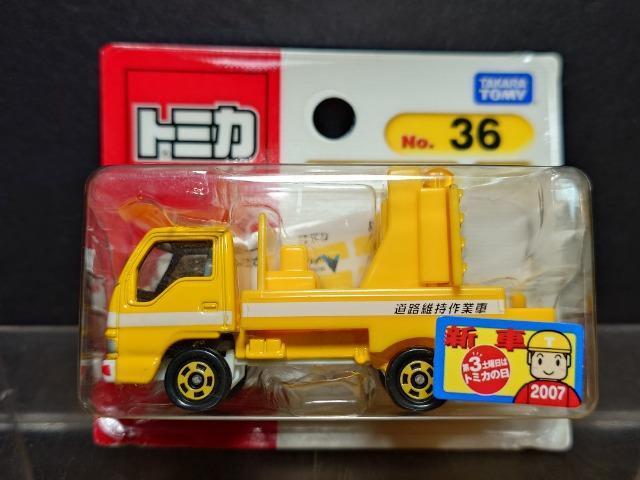 トミカ
TAKARA
TOMY
No. 36
道路維持作業車
新車
第3土曜日は
トミカの日
T
2007